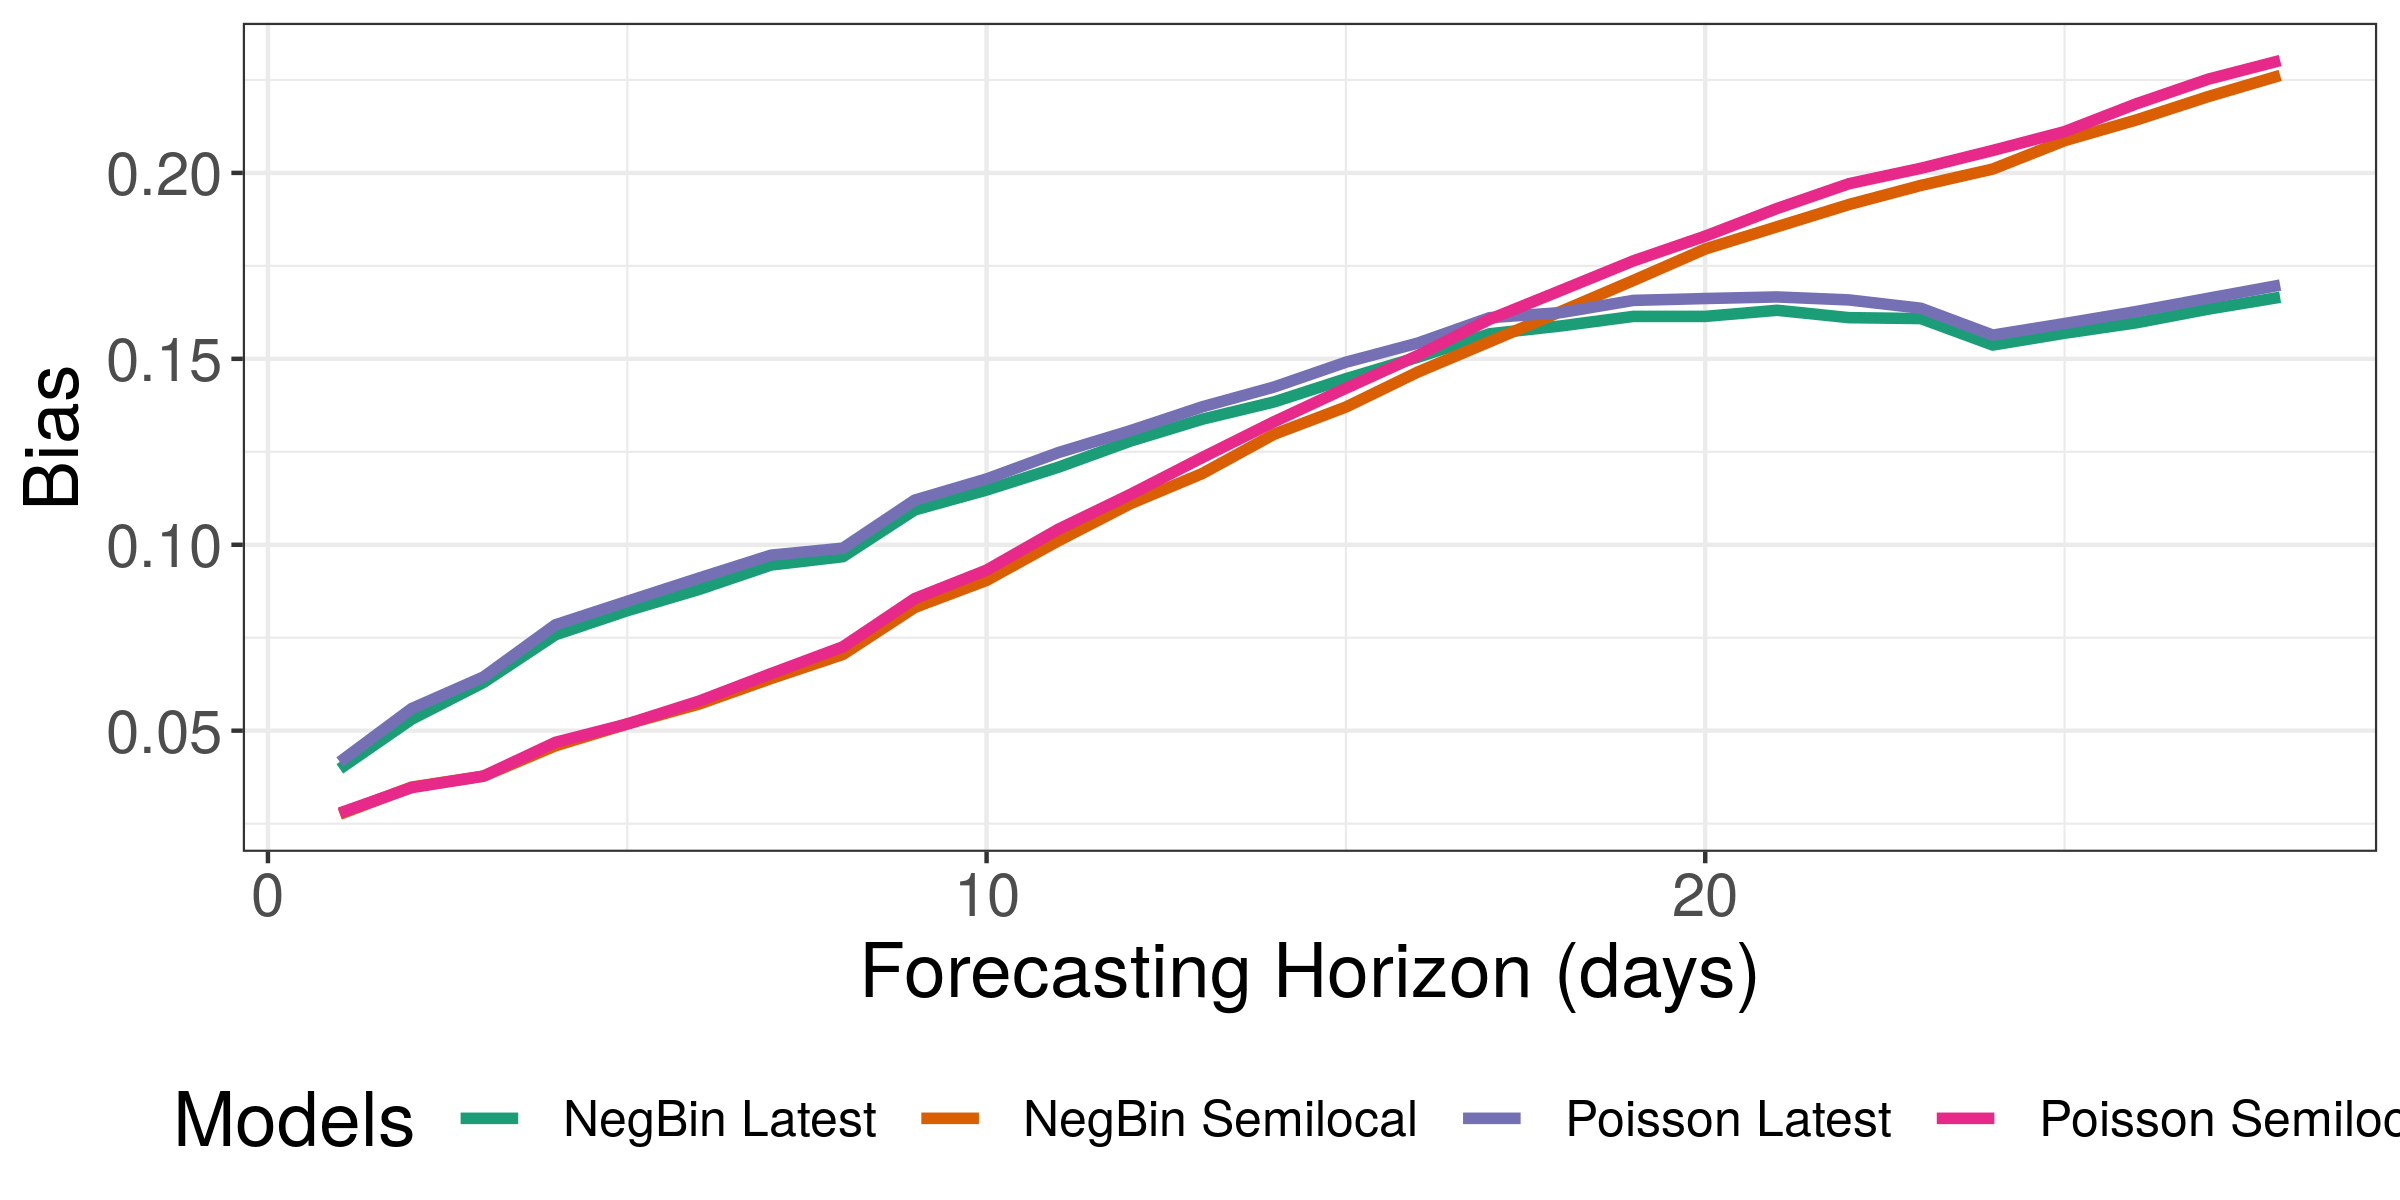 Bias
0.20
0.15
0.10
0.05
0 10 20
Forecasting Horizon (days)
Models NegBin Latest NegBin Semilocal Poisson Latest Poisson